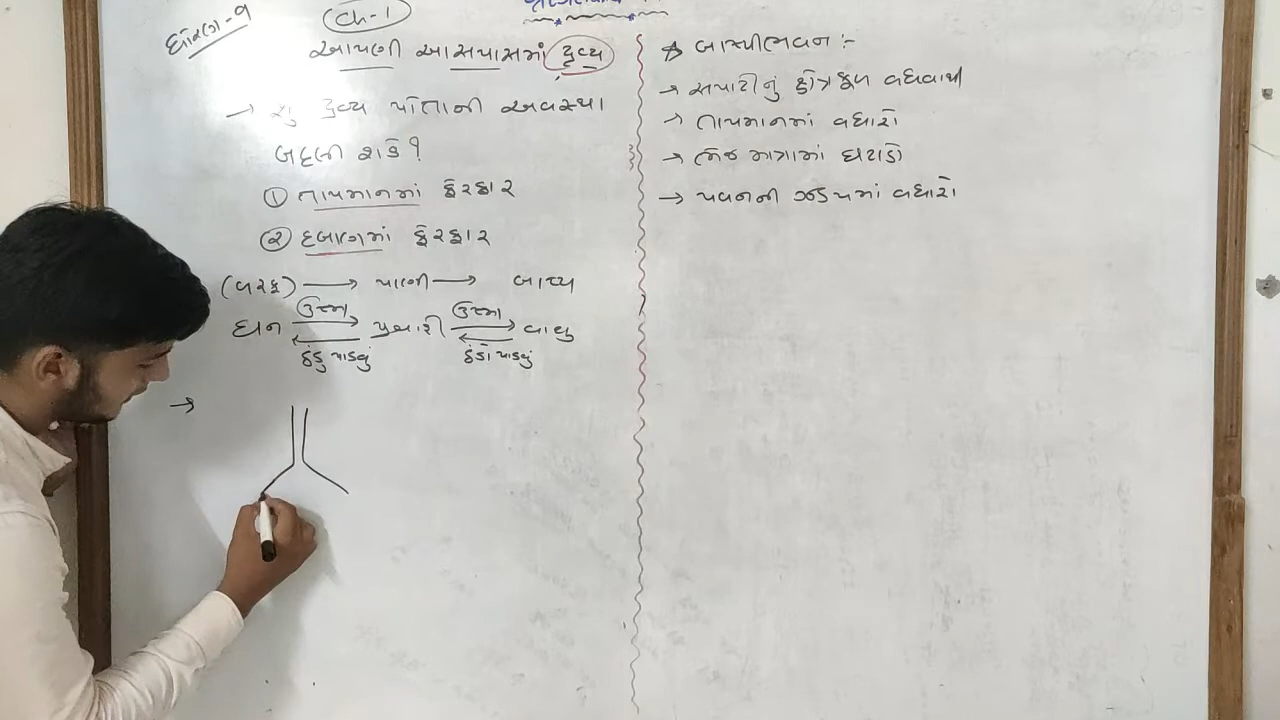 ધોરણ-૧
Ch-1
આપણી આસપાસમાં દ્રવ્ય
→ શું દ્રવ્ય પોતાની અવસ્થા
બદલી શકે?
① તાપમાનમાં ફેરફાર
② દબાણમાં ફેરફાર
(બરફ) → પાણી → બાષ્પ
ઉષ્મા ઉષ્મા
ઘન પ્રવાહી વાયુ
ઠંડુ પાડવું ઠંડો પાડવું
→
☆ બાષ્પીભવન :-
→ સપાટીનું ક્ષેત્રફળ વધવાથી
→ તાપમાનમાં વધારો
→ ભેજ માત્રામાં ઘટાડો
→ પવનની ઝડપમાં વધારો